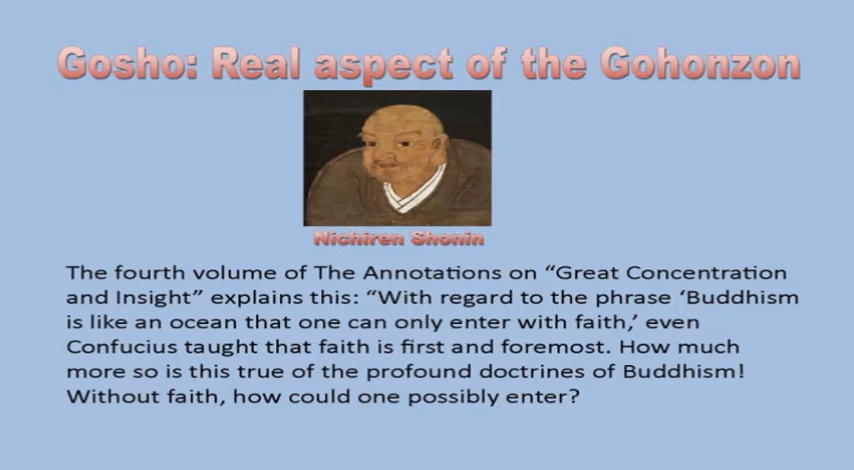 Gosho: Real aspect of the Gohonzon
Nichiren Shonin
The fourth volume of The Annotations on “Great Concentration
and Insight” explains this: “With regard to the phrase ‘Buddhism
is like an ocean that one can only enter with faith,’ even
Confucius taught that faith is first and foremost. How much
more so is this true of the profound doctrines of Buddhism!
Without faith, how could one possibly enter?